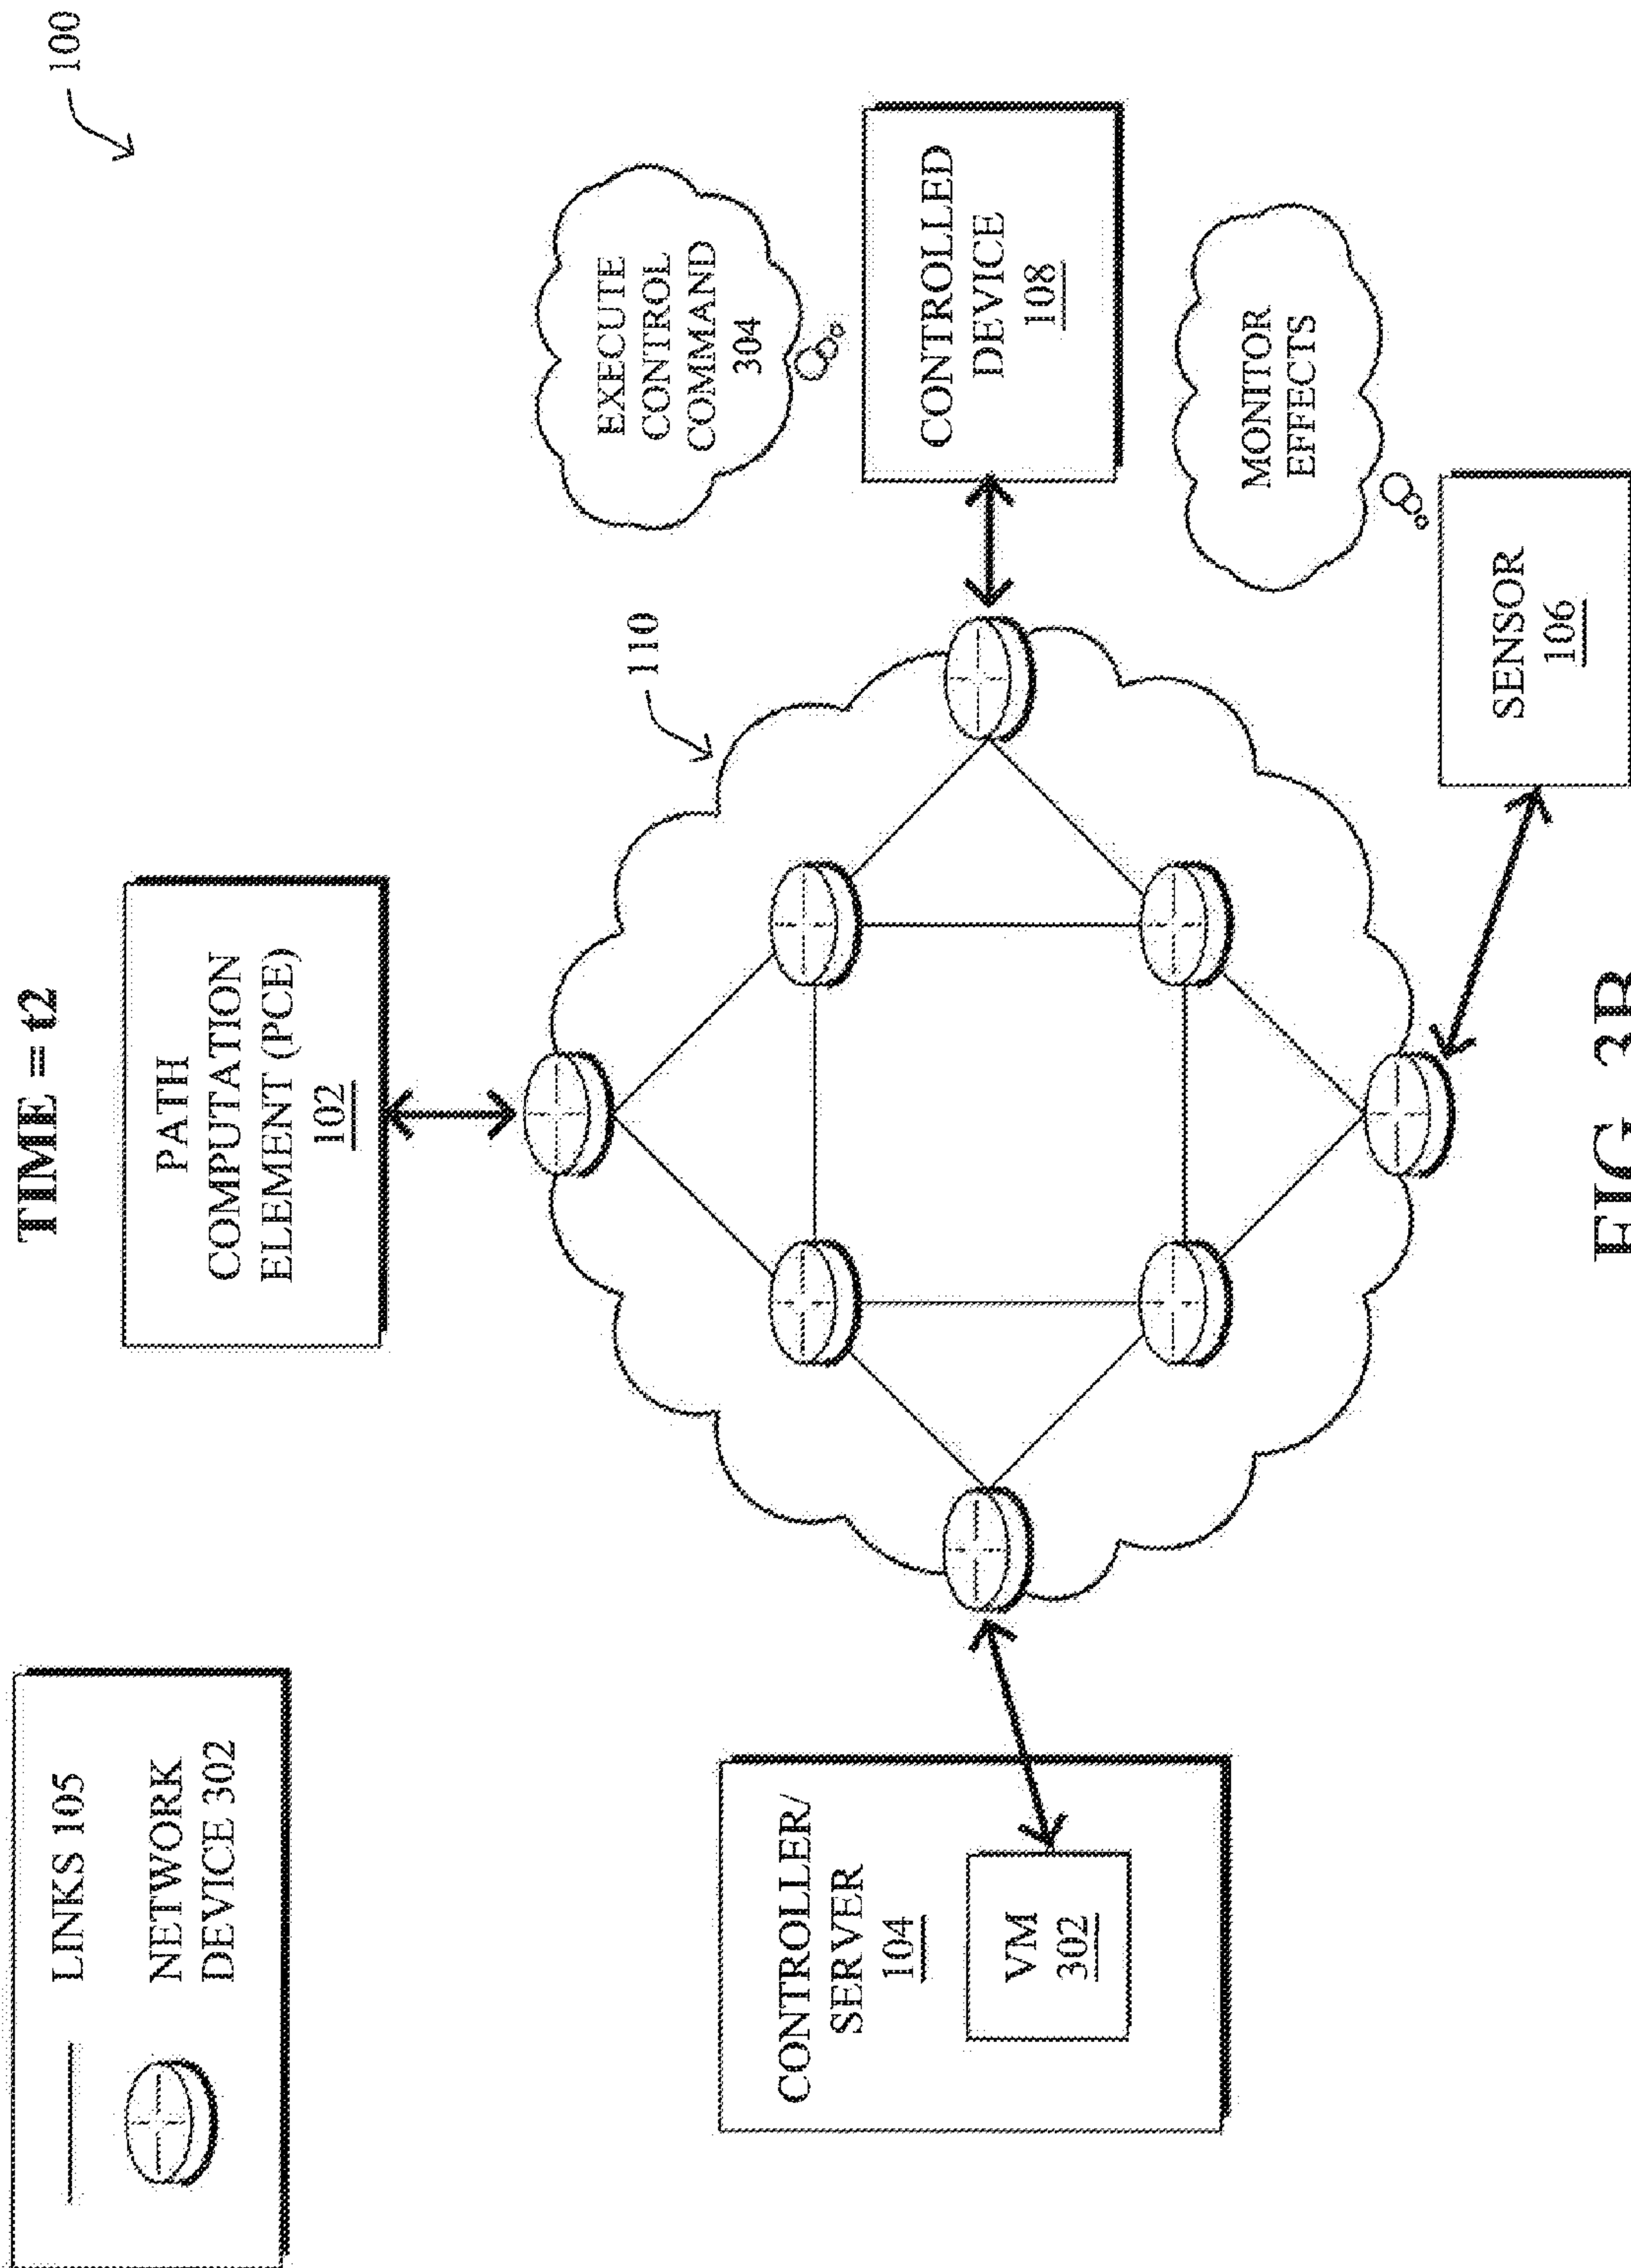 TIME = t2
100
LINKS 105
NETWORK
DEVICE 302
PATH
COMPUTATION
ELEMENT (PCE)
102
110
EXECUTE
CONTROL
COMMAND
304
CONTROLLER/
SERVER
104
VM
302
CONTROLLED
DEVICE
108
MONITOR
EFFECTS
SENSOR
106
FIG. 3B